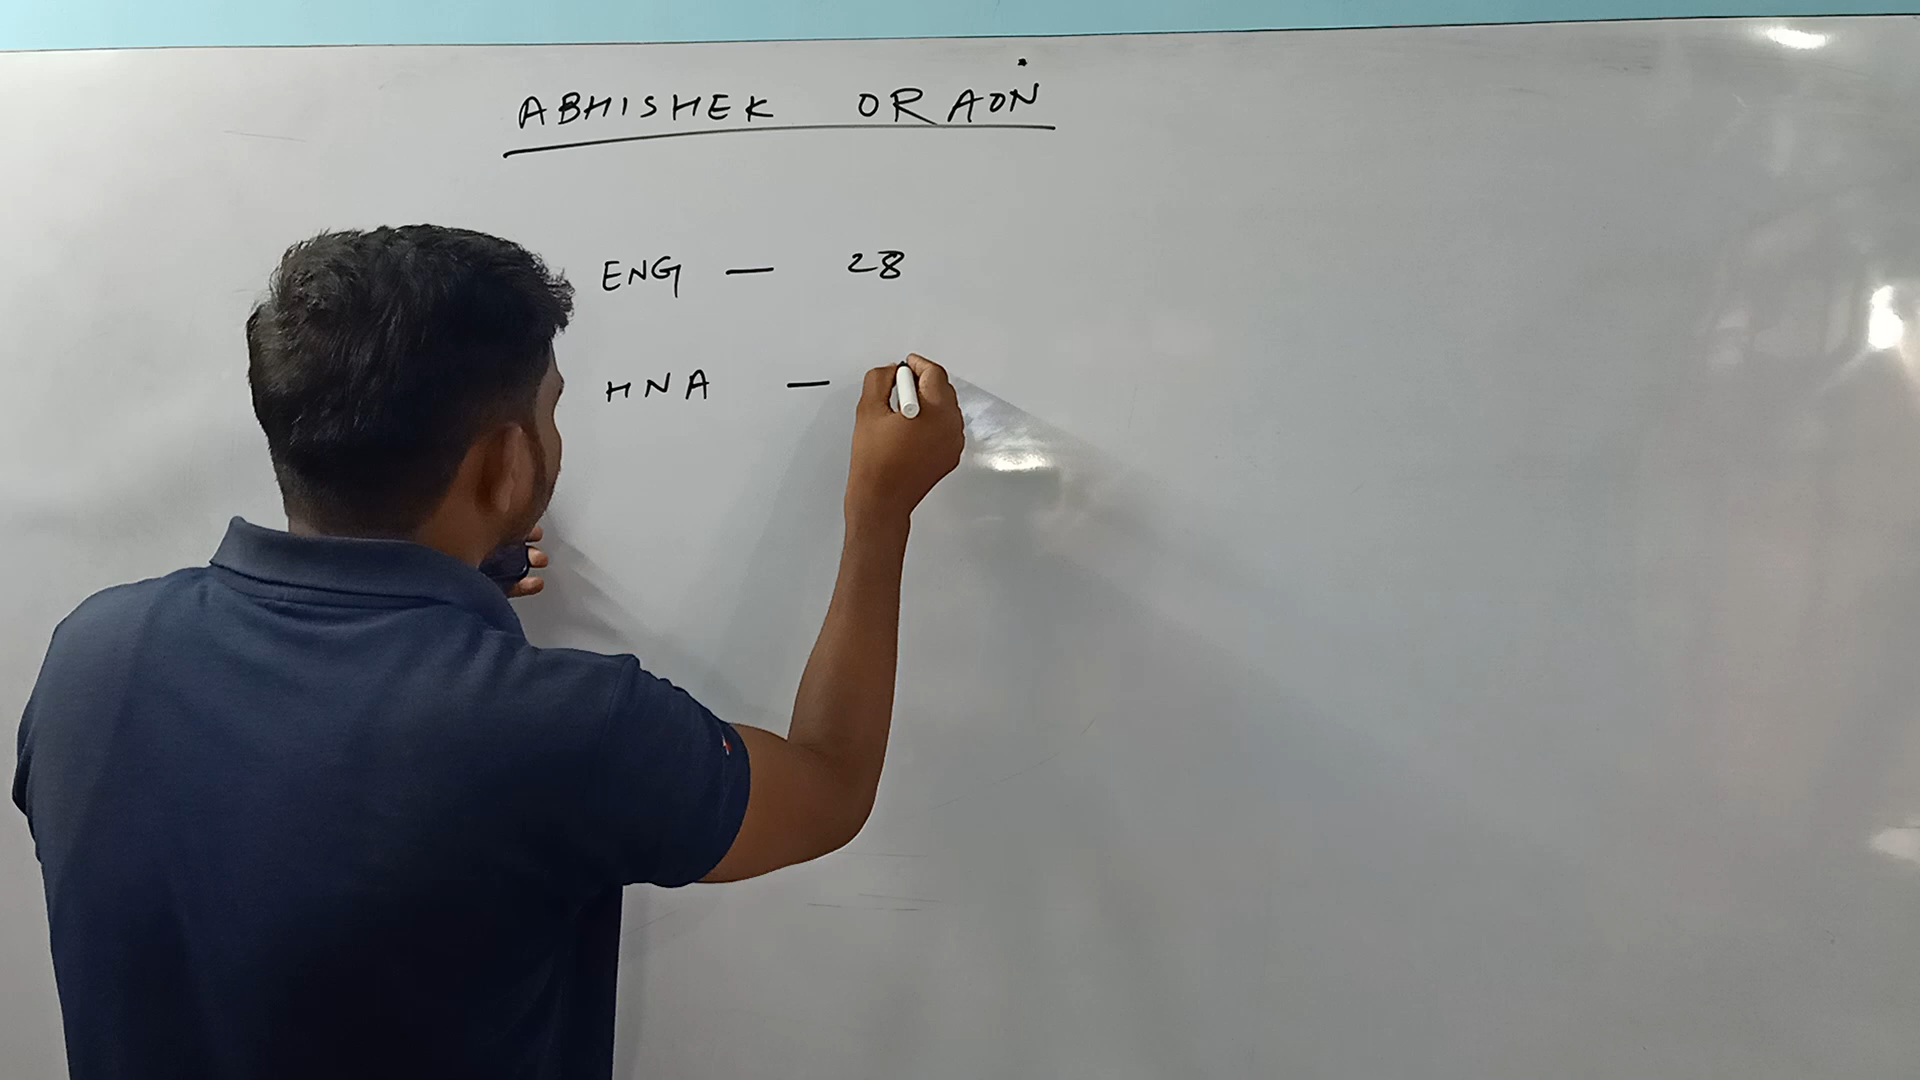 ABHISHEK ORAON
ENG — 28
HNA —